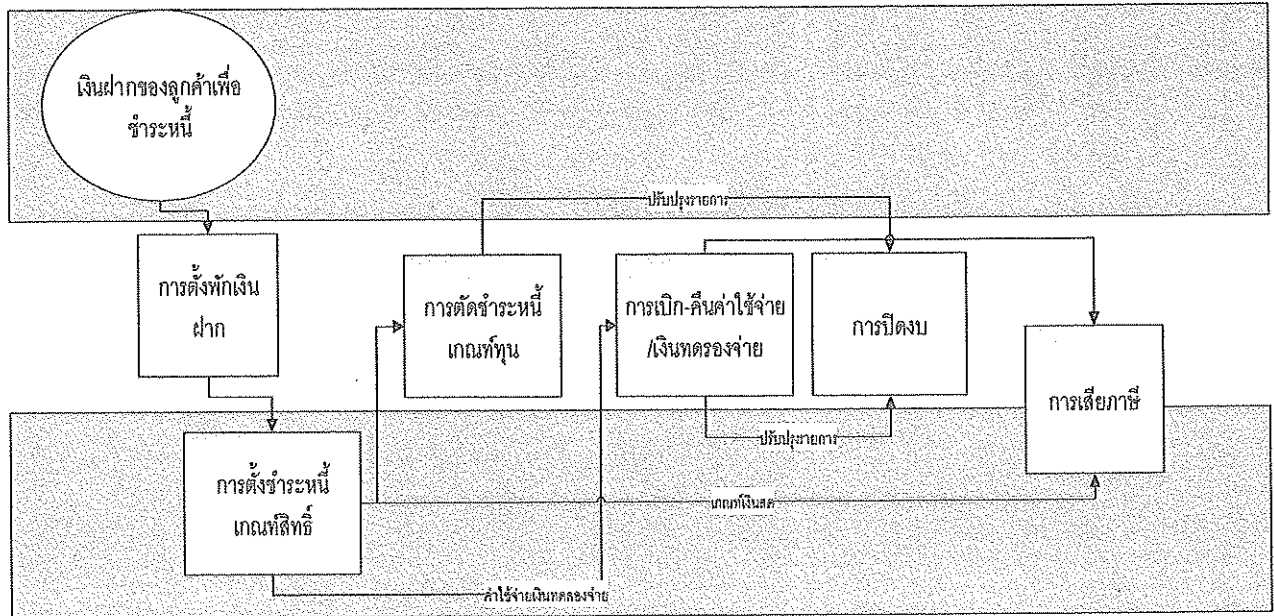 เงินฝากของลูกค้าเพื่อ
ชำระหนี้
ปรับปรุงรายการ
การตั้งพักเงิน
ฝาก
การตัดชำระหนี้
เกณฑ์ทุน
การเบิก-คืนค่าใช้จ่าย
/เงินทดรองจ่าย
การปิดงบ
การเสียภาษี
ปรับปรุงรายการ
การตั้งชำระหนี้
เกณฑ์สิทธิ์
เกณฑ์เงินสด
ค่าใช้จ่ายเงินทดลองจ่าย